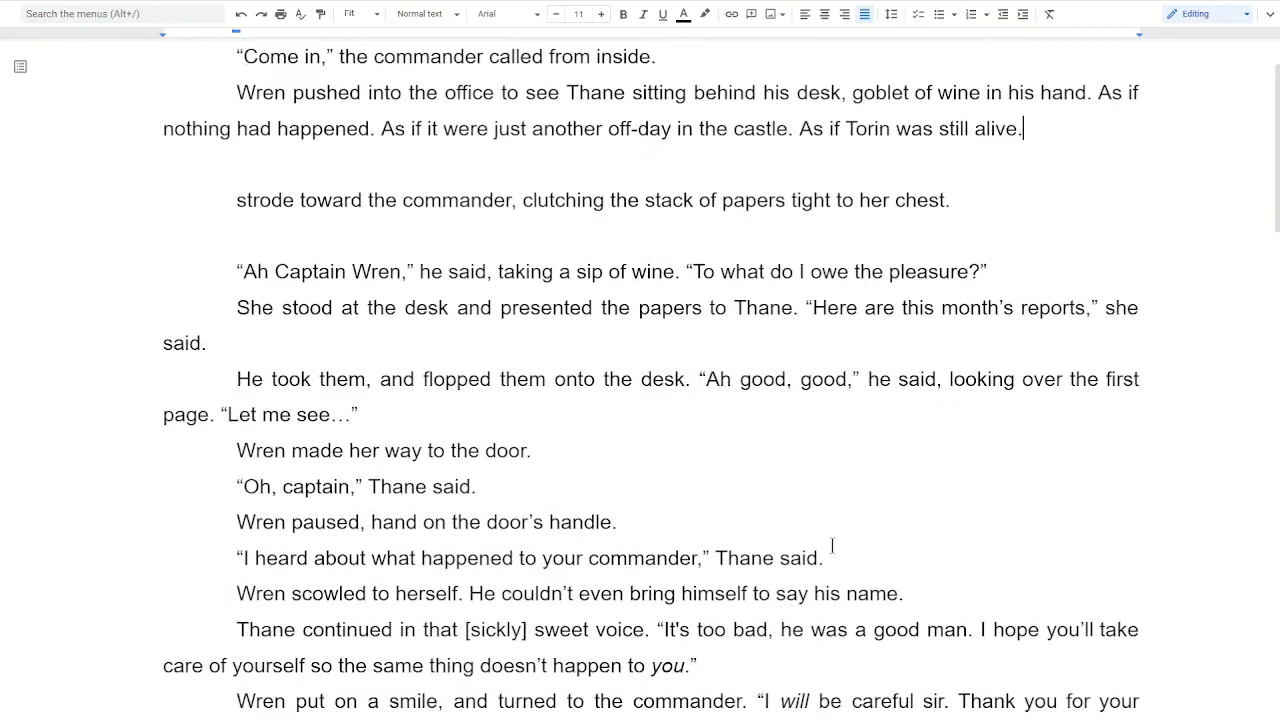 Search the menus (Alt+/) Fit Normal text Arial 11 B I U A Editing
“Come in,” the commander called from inside.
Wren pushed into the office to see Thane sitting behind his desk, goblet of wine in his hand. As if
nothing had happened. As if it were just another off-day in the castle. As if Torin was still alive.
strode toward the commander, clutching the stack of papers tight to her chest.
“Ah Captain Wren,” he said, taking a sip of wine. “To what do I owe the pleasure?”
She stood at the desk and presented the papers to Thane. “Here are this month’s reports,” she
said.
He took them, and flopped them onto the desk. “Ah good, good,” he said, looking over the first
page. “Let me see…”
Wren made her way to the door.
“Oh, captain,” Thane said.
Wren paused, hand on the door’s handle.
“I heard about what happened to your commander,” Thane said.
Wren scowled to herself. He couldn’t even bring himself to say his name.
Thane continued in that [sickly] sweet voice. “It's too bad, he was a good man. I hope you’ll take
care of yourself so the same thing doesn’t happen to you.”
Wren put on a smile, and turned to the commander. “I will be careful sir. Thank you for your